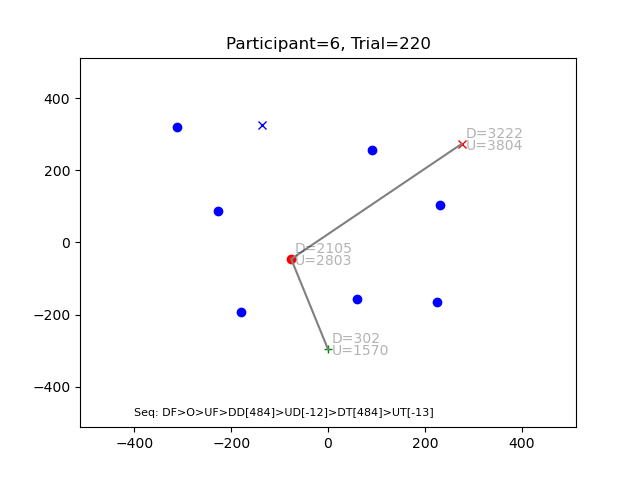 Participant=6, Trial=220
400
200
0
−200
−400
D=3222
U=3804
D=2105
U=2803
D=302
U=1570
Seq: DF>O>UF>DD[484]>UD[-12]>DT[484]>UT[-13]
−400 −200 0 200 400